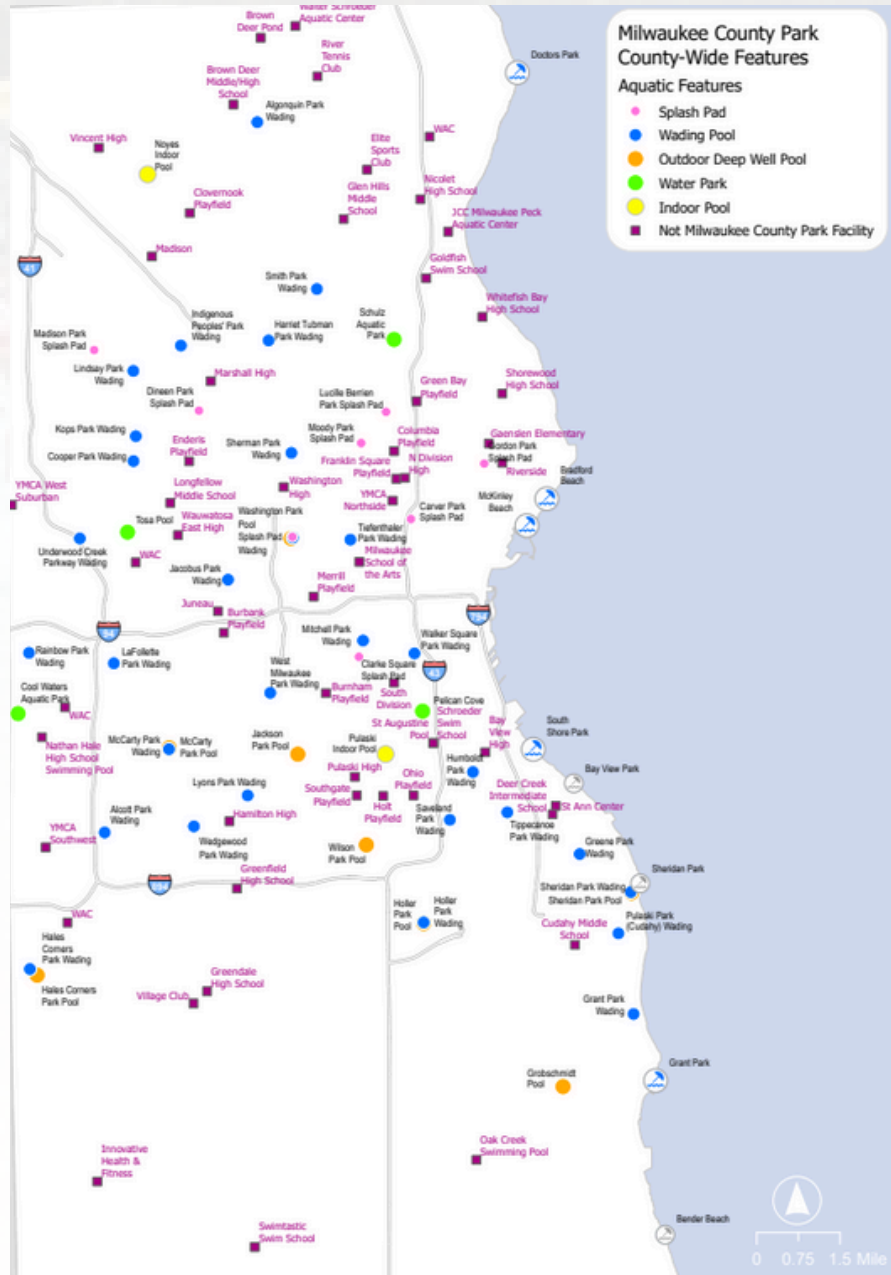 Milwaukee County Park
County-Wide Features
Aquatic Features
Splash Pad
Wading Pool
Outdoor Deep Well Pool
Water Park
Indoor Pool
Not Milwaukee County Park Facility
Walter Schroeder
Aquatic Center
Brown
Deer Pond
River
Tennis
Club
Doctors Park
Brown Deer
Middle/High
School
Algonquin Park
Wading
Vincent High
Noyes
Indoor
Pool
Elite
Sports
Club
WAC
Clovernook
Playfield
Glen Hills
Middle
School
Nicolet
High School
JCC Milwaukee Peck
Aquatic Center
Madison
41
Goldfish
Swim School
Smith Park
Wading
Whitefish Bay
High School
Indigenous
Peoples' Park
Wading
Harriet Tubman
Park Wading
Schulz
Aquatic
Park
Madison Park
Splash Pad
Lindsay Park
Wading
Marshall High
Dineen Park
Splash Pad
Lucille Berrien
Park Splash Pad
Green Bay
Playfield
Shorewood
High School
Kops Park Wading
Cooper Park Wading
Enderis
Playfield
Sherman Park
Wading
Moody Park
Splash Pad
Columbia
Playfield
Franklin Square
Playfield
N Division
High
Gaenslen Elementary
Gordon Park
Splash Pad
Riverside
Bradford
Beach
YMCA West
Suburban
Longfellow
Middle School
Washington
High
YMCA
Northside
McKinley
Beach
Tosa Pool
Wauwatosa
East High
Washington Park
Pool
Splash Pad
Wading
Carver Park
Splash Pad
Tiefenthaler
Park Wading
Underwood Creek
Parkway Wading
WAC
Milwaukee
School of
the Arts
Jacobus Park
Wading
Merrill
Playfield
Juneau
Burbank
Playfield
794
94
Mitchell Park
Wading
Walker Square
Park Wading
Rainbow Park
Wading
LaFollette
Park Wading
Clarke Square
Splash Pad
43
West
Milwaukee
Park Wading
Cool Waters
Aquatic Park
WAC
Burnham
Playfield
South
Division
Pelican Cove
Schroeder
Swim
School
St Augustine
Pool
Bay
View
High
South
Shore Park
Nathan Hale
High School
Swimming Pool
McCarty Park
Wading
McCarty
Park Pool
Jackson
Park Pool
Pulaski
Indoor Pool
Humboldt
Park
Wading
Bay View Park
Pulaski High
Lyons Park Wading
Southgate
Playfield
Holt
Playfield
Ohio
Playfield
Deer Creek
Intermediate
School
St Ann Center
Alcott Park
Wading
Hamilton High
Saveland
Park
Wading
Tippecanoe
Park Wading
YMCA
Southwest
Wedgewood
Park Wading
Wilson
Park Pool
Greene Park
Wading
Greenfield
High School
894
Sheridan Park
Sheridan Park Wading
Sheridan Park Pool
Holler
Park
Pool
Holler
Park
Wading
WAC
Cudahy Middle
School
Pulaski Park
(Cudahy) Wading
Hales
Corners
Park Wading
Hales Corners
Park Pool
Greendale
High School
Village Club
Grant Park
Wading
Grant Park
Grobschmidt
Pool
Innovative
Health &
Fitness
Oak Creek
Swimming Pool
Swimtastic
Swim School
Bender Beach
0 0.75 1.5 Mile